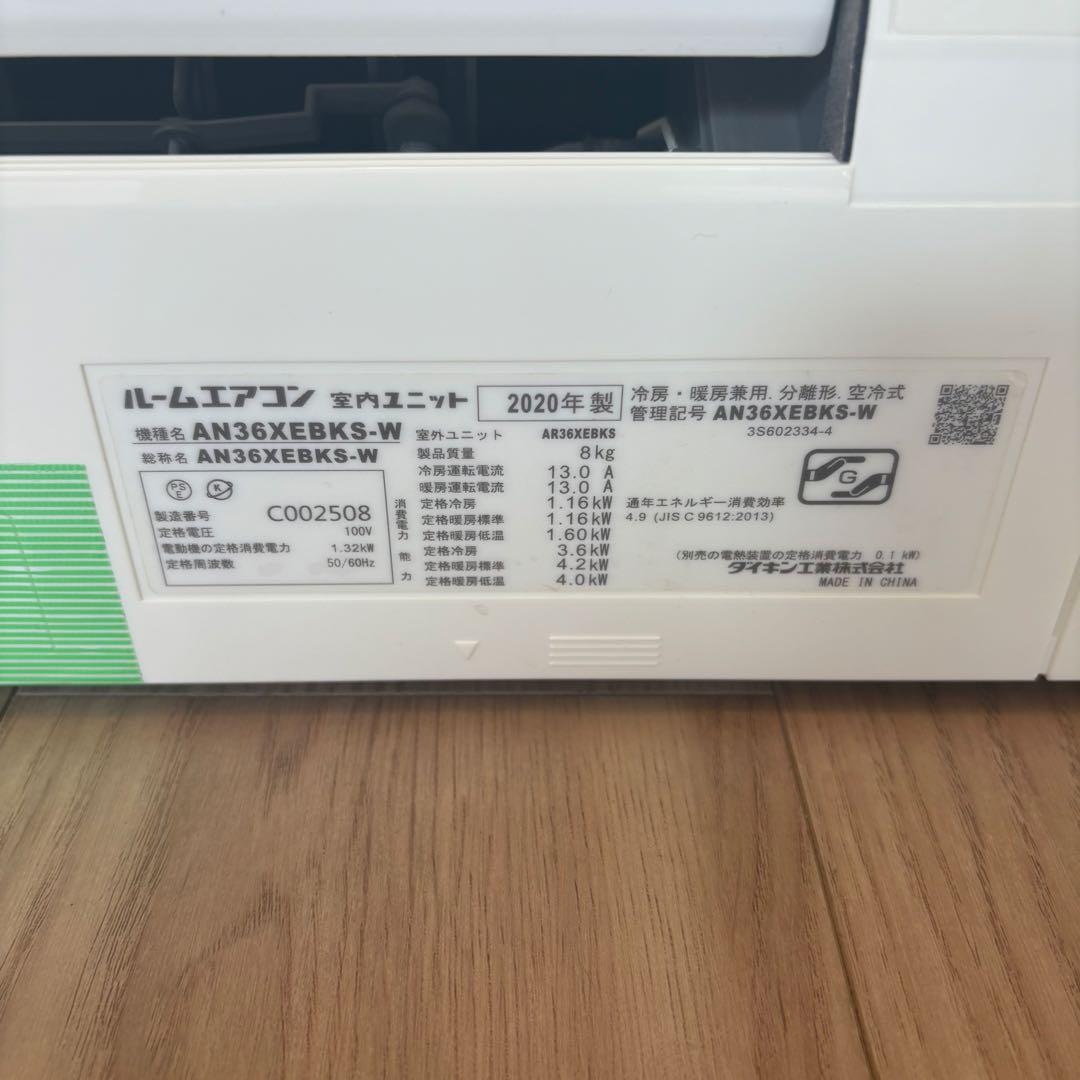 ルームエアコン 室内ユニット 2020年製 冷房・暖房兼用.分離形.空冷式
管理記号 AN36XEBKS-W
3S602334-4
機種名 AN36XEBKS-W
総称名 AN36XEBKS-W
PSE
K
製造番号 C002508
定格電圧 100V
電動機の定格消費電力 1.32kW
定格周波数 50/60Hz
室外ユニット AR36XEBKS
製品質量 8kg
冷房運転電流 13.0 A
暖房運転電流 13.0 A
消費電力
定格冷房 1.16kW
定格暖房標準 1.16kW
定格暖房低温 1.60kW
能力
定格冷房 3.6kW
定格暖房標準 4.2kW
定格暖房低温 4.0kW
G
通年エネルギー消費効率
4.9 (JIS C 9612:2013)
(別売の電熱装置の定格消費電力 0.1 kW)
ダイキン工業株式会社
MADE IN CHINA